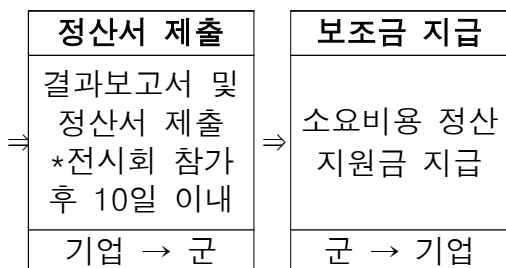 정산서 제출
결과보고서 및
정산서 제출
*전시회 참가
후 10일 이내
기업 → 군
⇒
⇒
보조금 지급
소요비용 정산
지원금 지급
군 → 기업